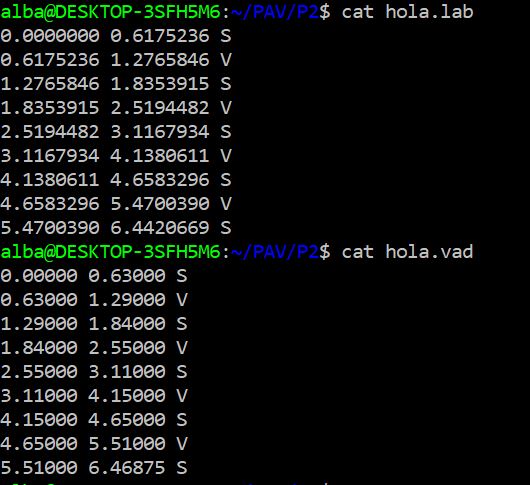 alba@DESKTOP-3SFH5M6:~/PAV/P2$ cat hola.lab
0.0000000 0.6175236 S
0.6175236 1.2765846 V
1.2765846 1.8353915 S
1.8353915 2.5194482 V
2.5194482 3.1167934 S
3.1167934 4.1380611 V
4.1380611 4.6583296 S
4.6583296 5.4700390 V
5.4700390 6.4420669 S
alba@DESKTOP-3SFH5M6:~/PAV/P2$ cat hola.vad
0.00000 0.63000 S
0.63000 1.29000 V
1.29000 1.84000 S
1.84000 2.55000 V
2.55000 3.11000 S
3.11000 4.15000 V
4.15000 4.65000 S
4.65000 5.51000 V
5.51000 6.46875 S